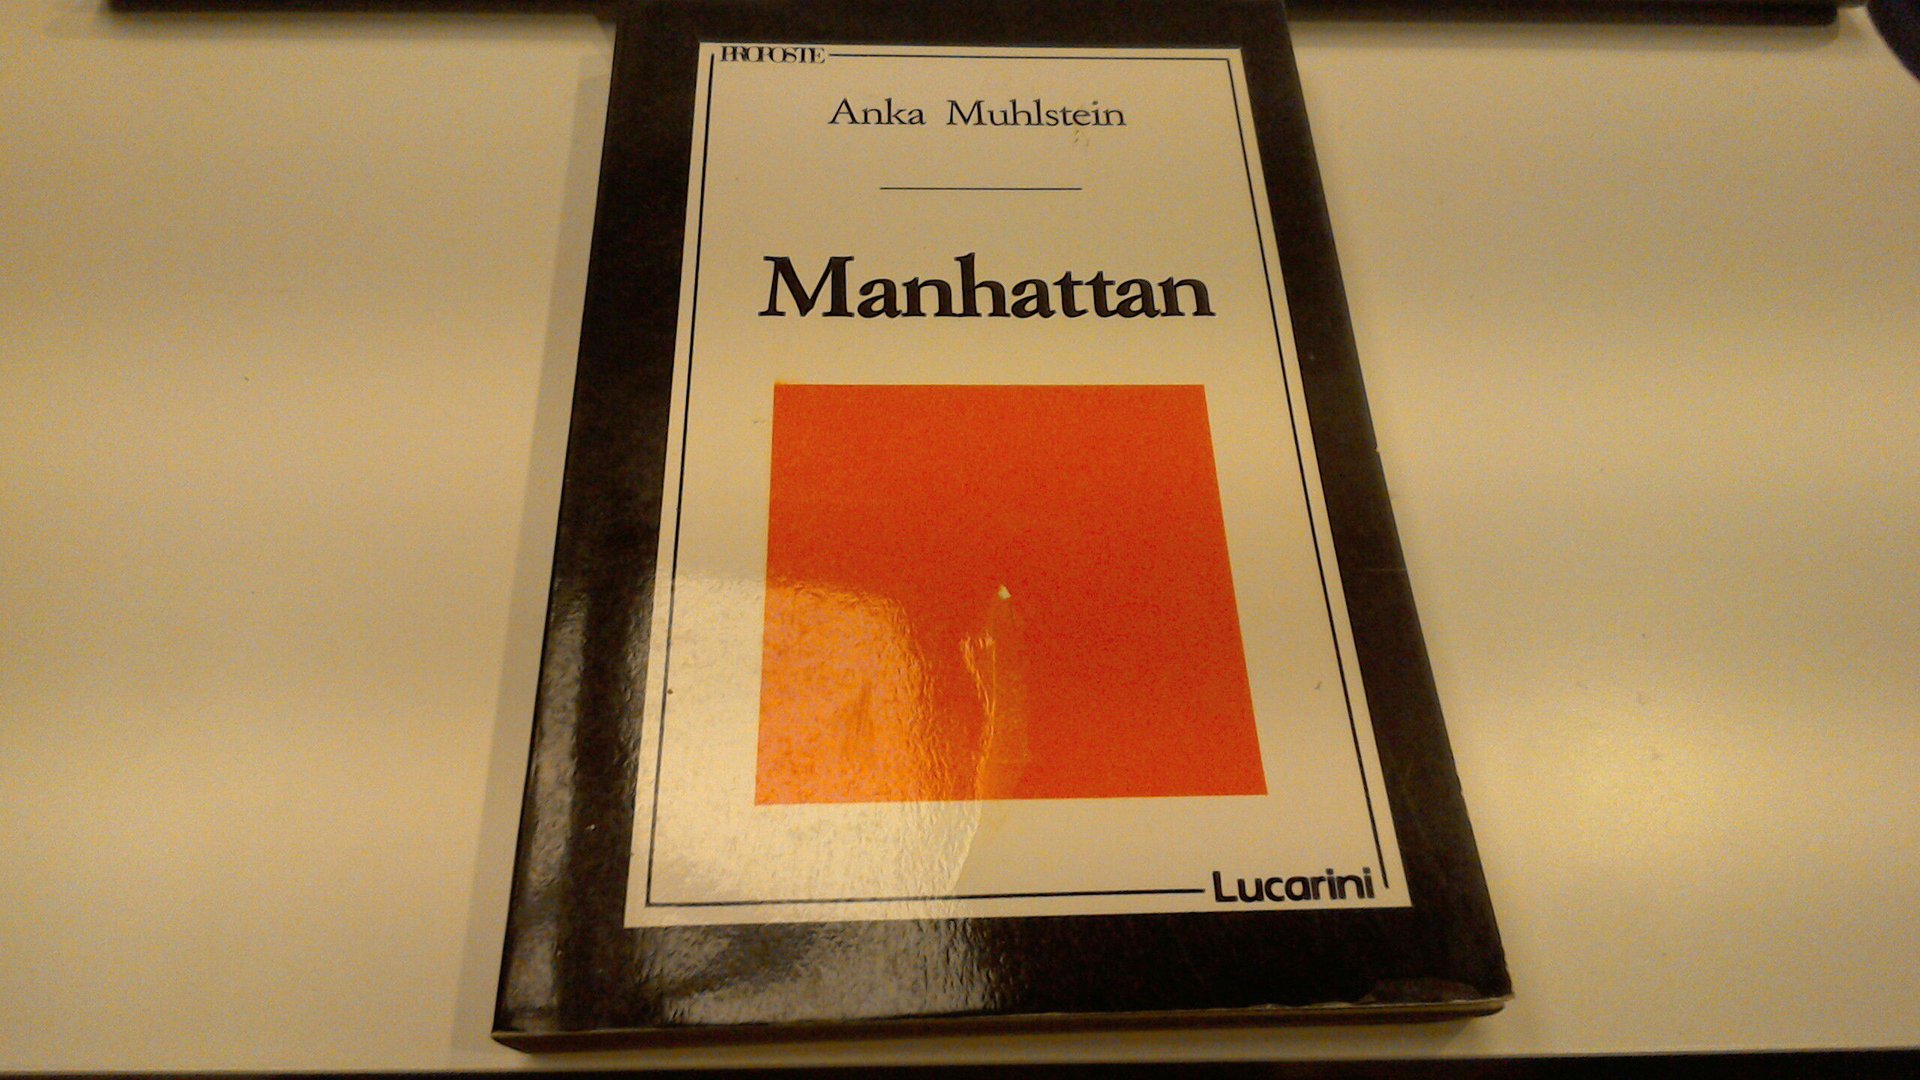 PROPOSTE
Anka Muhlstein
Manhattan
Lucarini